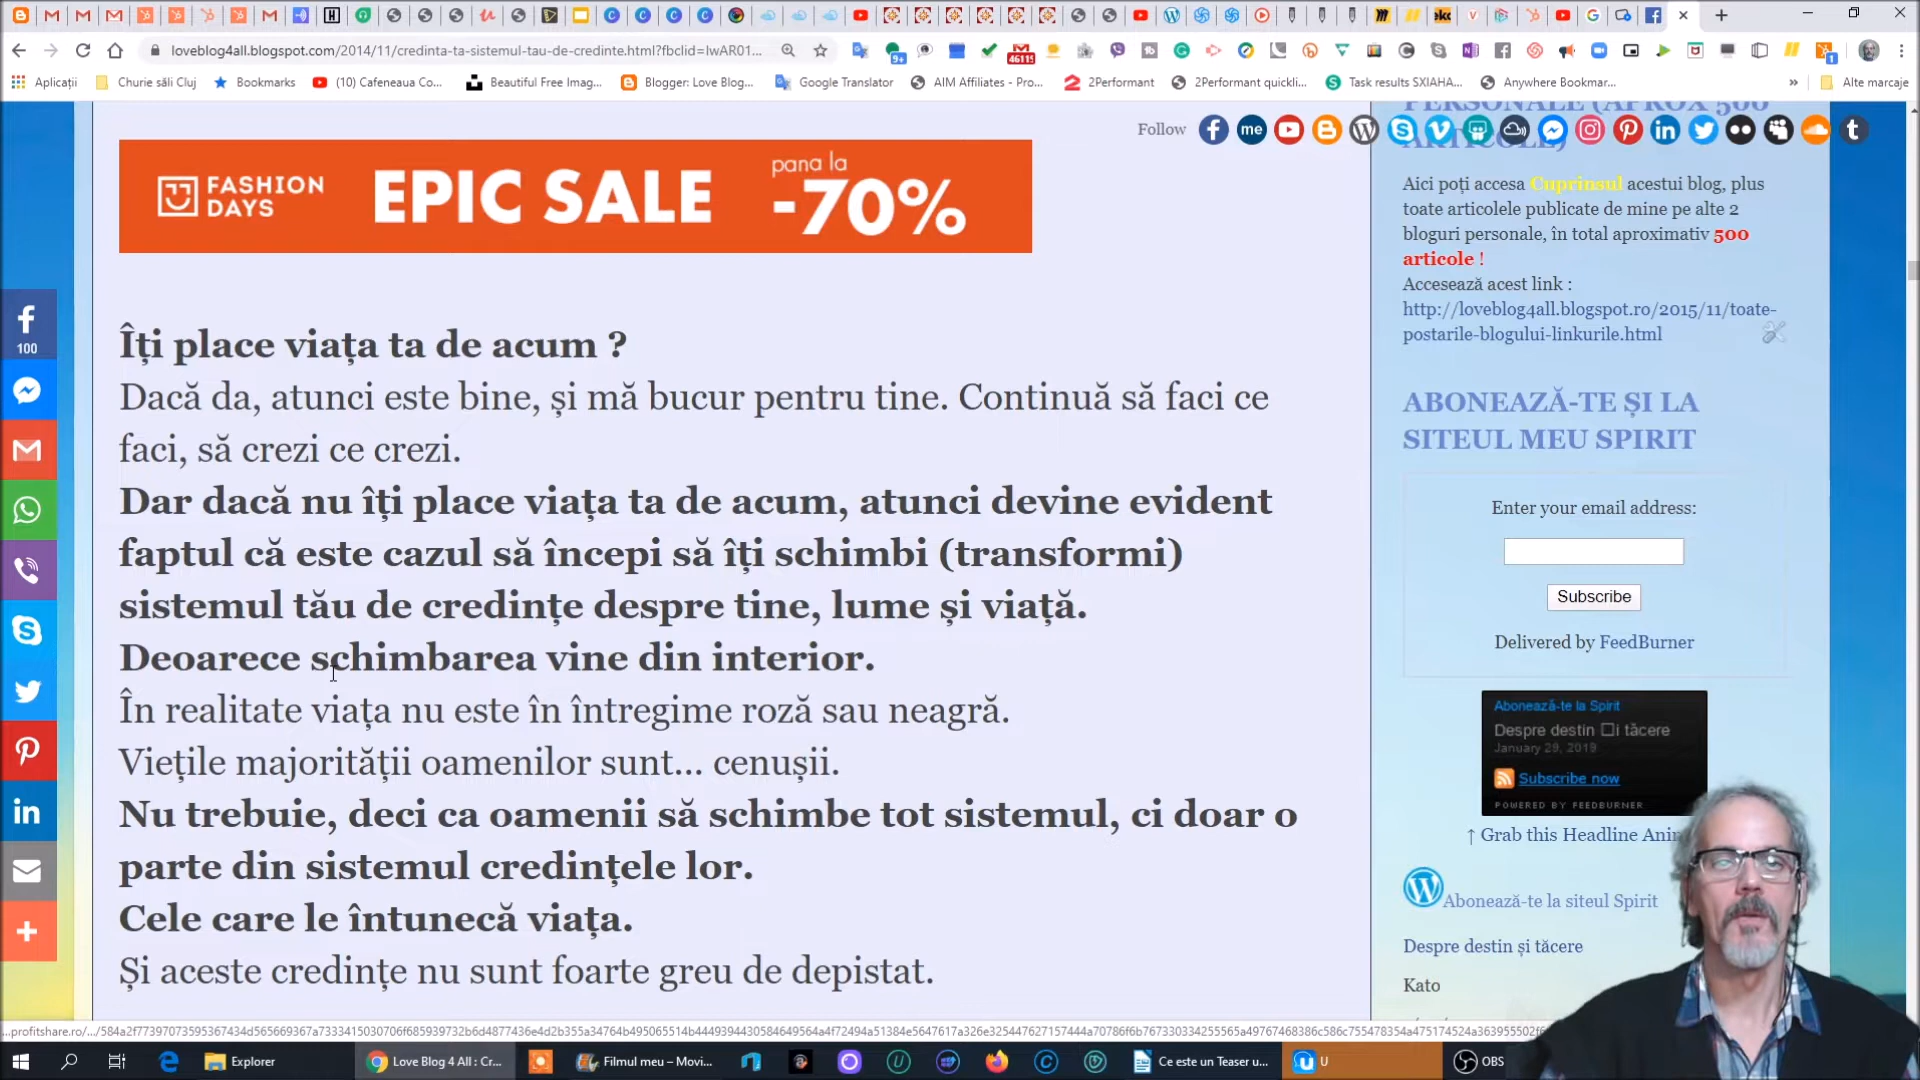 loveblog4all.blogspot.com/2014/11/credinta-ta-sistemul-tau-de-credinte.html?fbclid=IwAR01...
9+
46115
1
Aplicații
Churie săli Cluj
Bookmarks
(10) Cafeneaua Co...
Beautiful Free Imag...
Blogger: Love Blog...
Google Translator
AIM Affiliates - Pro...
2Performant
2Performant quickli...
Task results SXIAHA...
Anywhere Bookmar...
»
Alte marcaje
FASHION
DAYS
EPIC SALE
pana la
-70%
Follow
100
Îți place viața ta de acum ?
Dacă da, atunci este bine, și mă bucur pentru tine. Continuă să faci ce
faci, să crezi ce crezi.
Dar dacă nu îți place viața ta de acum, atunci devine evident
faptul că este cazul să începi să îți schimbi (transformi)
sistemul tău de credințe despre tine, lume și viață.
Deoarece schimbarea vine din interior.
În realitate viața nu este în întregime roză sau neagră.
Viețile majorității oamenilor sunt... cenușii.
Nu trebuie, deci ca oamenii să schimbe tot sistemul, ci doar o
parte din sistemul credințele lor.
Cele care le întunecă viața.
Și aceste credințe nu sunt foarte greu de depistat.
PERSONALE (APROX 500
ARTICOLE)
Aici poți accesa Cuprinsul acestui blog, plus
toate articolele publicate de mine pe alte 2
bloguri personale, în total aproximativ 500
articole !
Accesează acest link :
http://loveblog4all.blogspot.ro/2015/11/toate-
postarile-blogului-linkurile.html
ABONEAZĂ-TE ȘI LA
SITEUL MEU SPIRIT
Enter your email address:
Subscribe
Delivered by FeedBurner
Abonează-te la Spirit
Despre destin □i tăcere
January 29, 2019
Subscribe now
POWERED BY FEEDBURNER
↑ Grab this Headline Ani
Abonează-te la siteul Spirit
Despre destin și tăcere
Kato
Explorer
Love Blog 4 All : Cr...
Filmul meu – Movi...
Ce este un Teaser u...
U
OBS